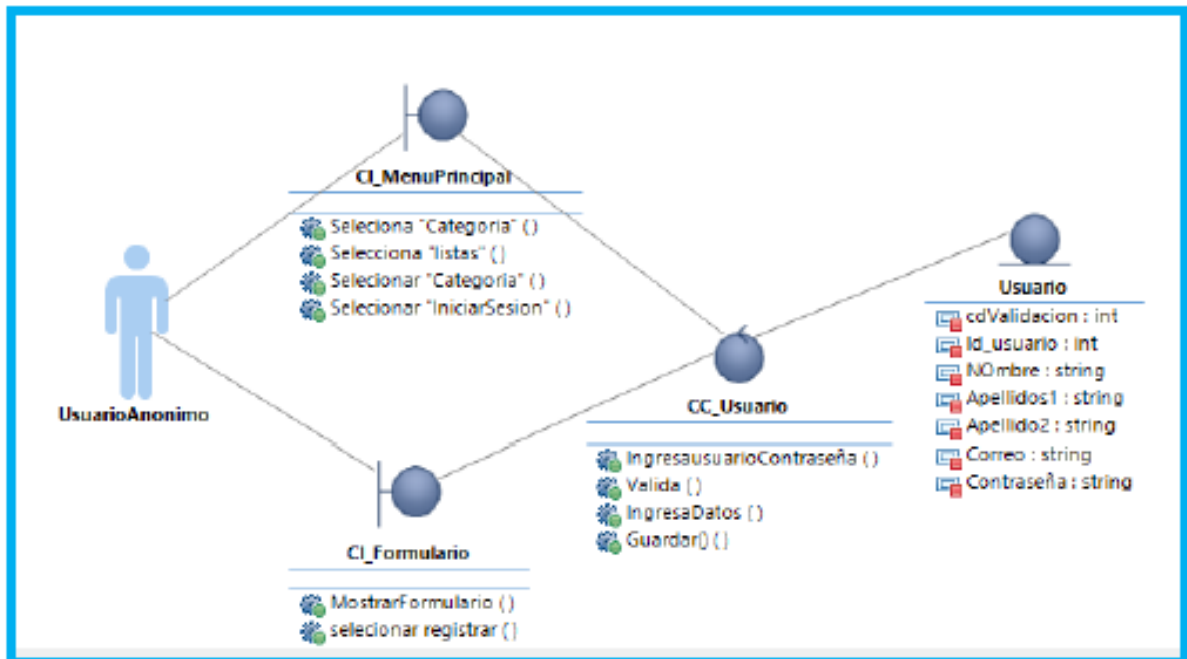 CI_MenuPrincipal
Seleciona "Categoria" ()
Selecciona "listas" ()
Selecionar "Categoria" ()
Selecionar "IniciarSesion" ()
UsuarioAnonimo
CI_Formulario
MostrarFormulario ()
selecionar registrar ()
CC_Usuario
IngresausuarioContraseña ()
Valida ()
IngresaDatos ()
Guardar() ()
Usuario
cdValidacion : int
Id_usuario : int
NOmbre : string
Apellidos1 : string
Apellido2 : string
Correo : string
Contraseña : string